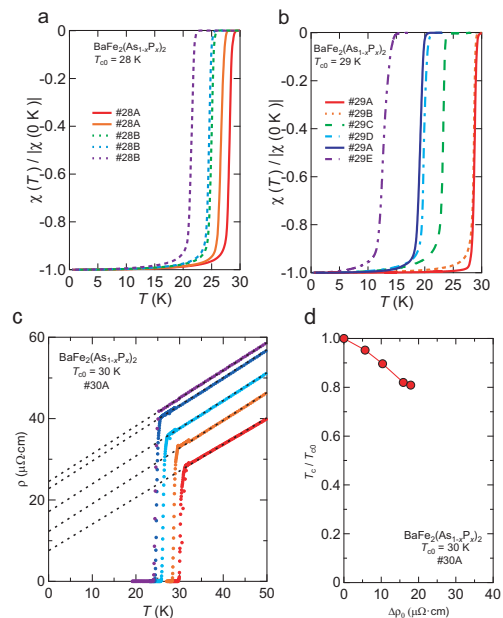 a
BaFe2(As1-xPx)2
Tc0 = 28 K
#28A
#28A
#28B
#28B
#28B
χ (T ) / |χ (0 K )|
0
-0.2
-0.4
-0.6
-0.8
-1.0
0 5 10 15 20 25 30
T (K)
b
BaFe2(As1-xPx)2
Tc0 = 29 K
#29A
#29B
#29C
#29D
#29A
#29E
χ (T ) / |χ (0 K )|
0
-0.2
-0.4
-0.6
-0.8
-1.0
0 5 10 15 20 25 30
T (K)
c
BaFe2(As1-xPx)2
Tc0 = 30 K
#30A
ρ (μΩ·cm)
60
40
20
0
0 10 20 30 40 50
T (K)
d
Tc / Tc0
1.0
0.8
0.6
0.4
0.2
0
BaFe2(As1-xPx)2
Tc0 = 30 K
#30A
0 10 20 30 40
Δρ0 (μΩ·cm)